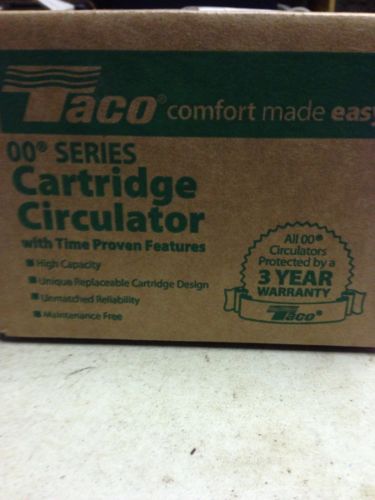 Taco® comfort made easy
00® SERIES
Cartridge
Circulator
with Time Proven Features
High Capacity
Unique Replaceable Cartridge Design
Unmatched Reliability
Maintenance Free
All 00®
Circulators
Protected by a
3 YEAR
WARRANTY
Taco®